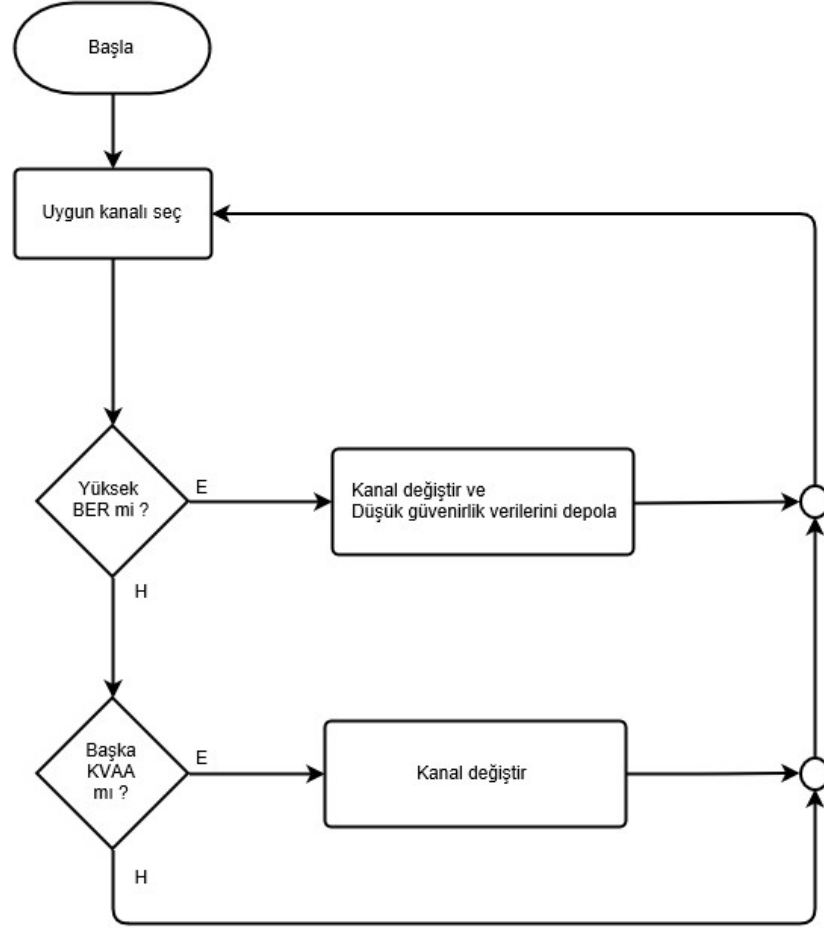 Başla
Uygun kanalı seç
Yüksek
BER mi ?
E
Kanal değiştir ve
Düşük güvenirlik verilerini depola
H
Başka
KVAA
mı ?
E
Kanal değiştir
H